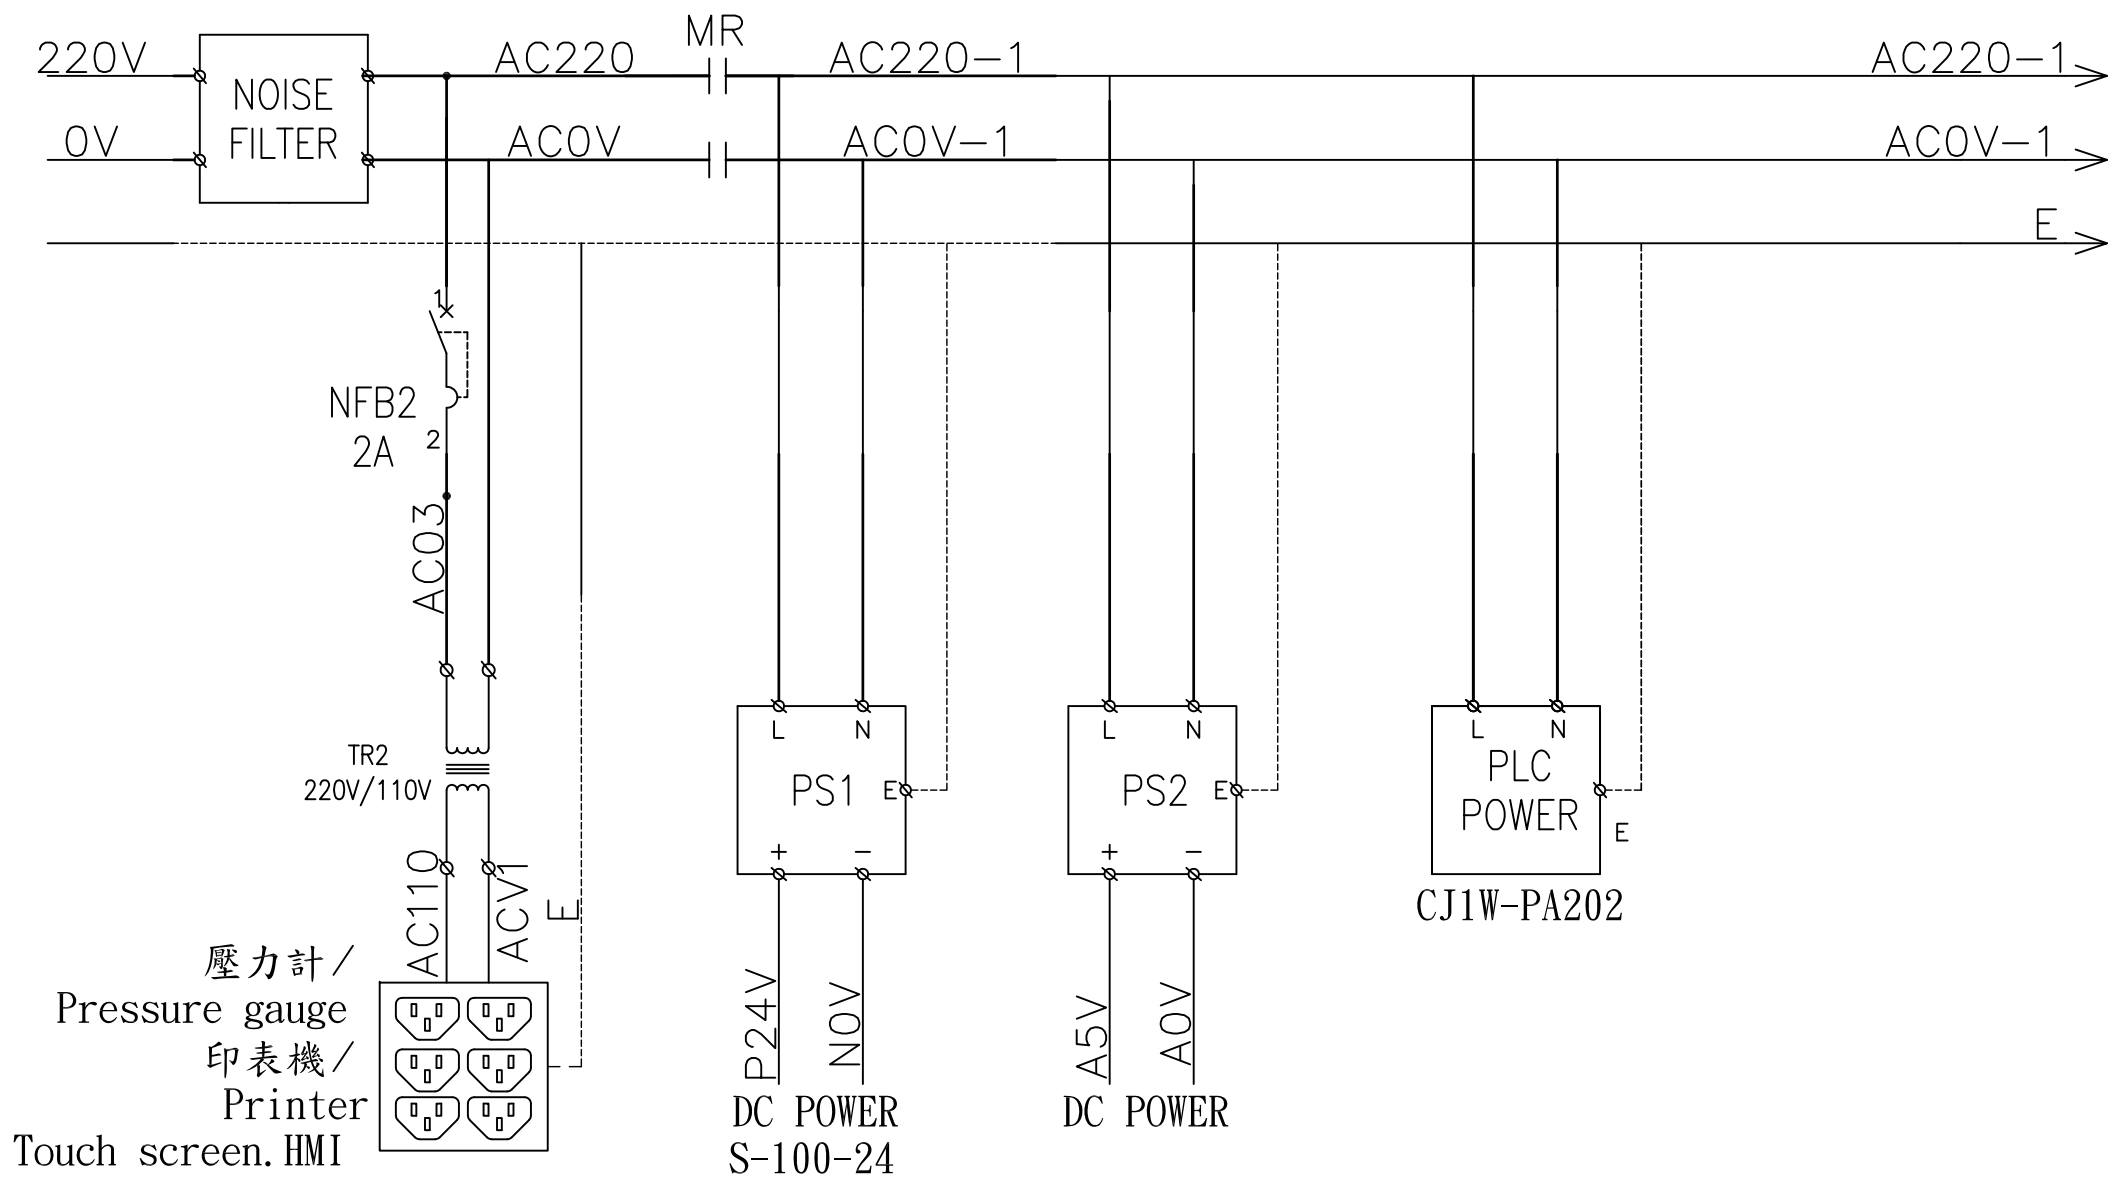 220V
AC220
MR
AC220-1
AC220-1
NOISE
FILTER
0V
AC0V
AC0V-1
AC0V-1
E
1
NFB2
2A
2
AC03
TR2
220V/110V
AC110
ACV1
E
壓力計/
Pressure gauge
印表機/
Printer
Touch screen.HMI
L
N
PS1
E
+
-
P24V
N0V
DC POWER
S-100-24
L
N
PS2
E
+
-
A5V
A0V
DC POWER
L
N
PLC
POWER
E
CJ1W-PA202